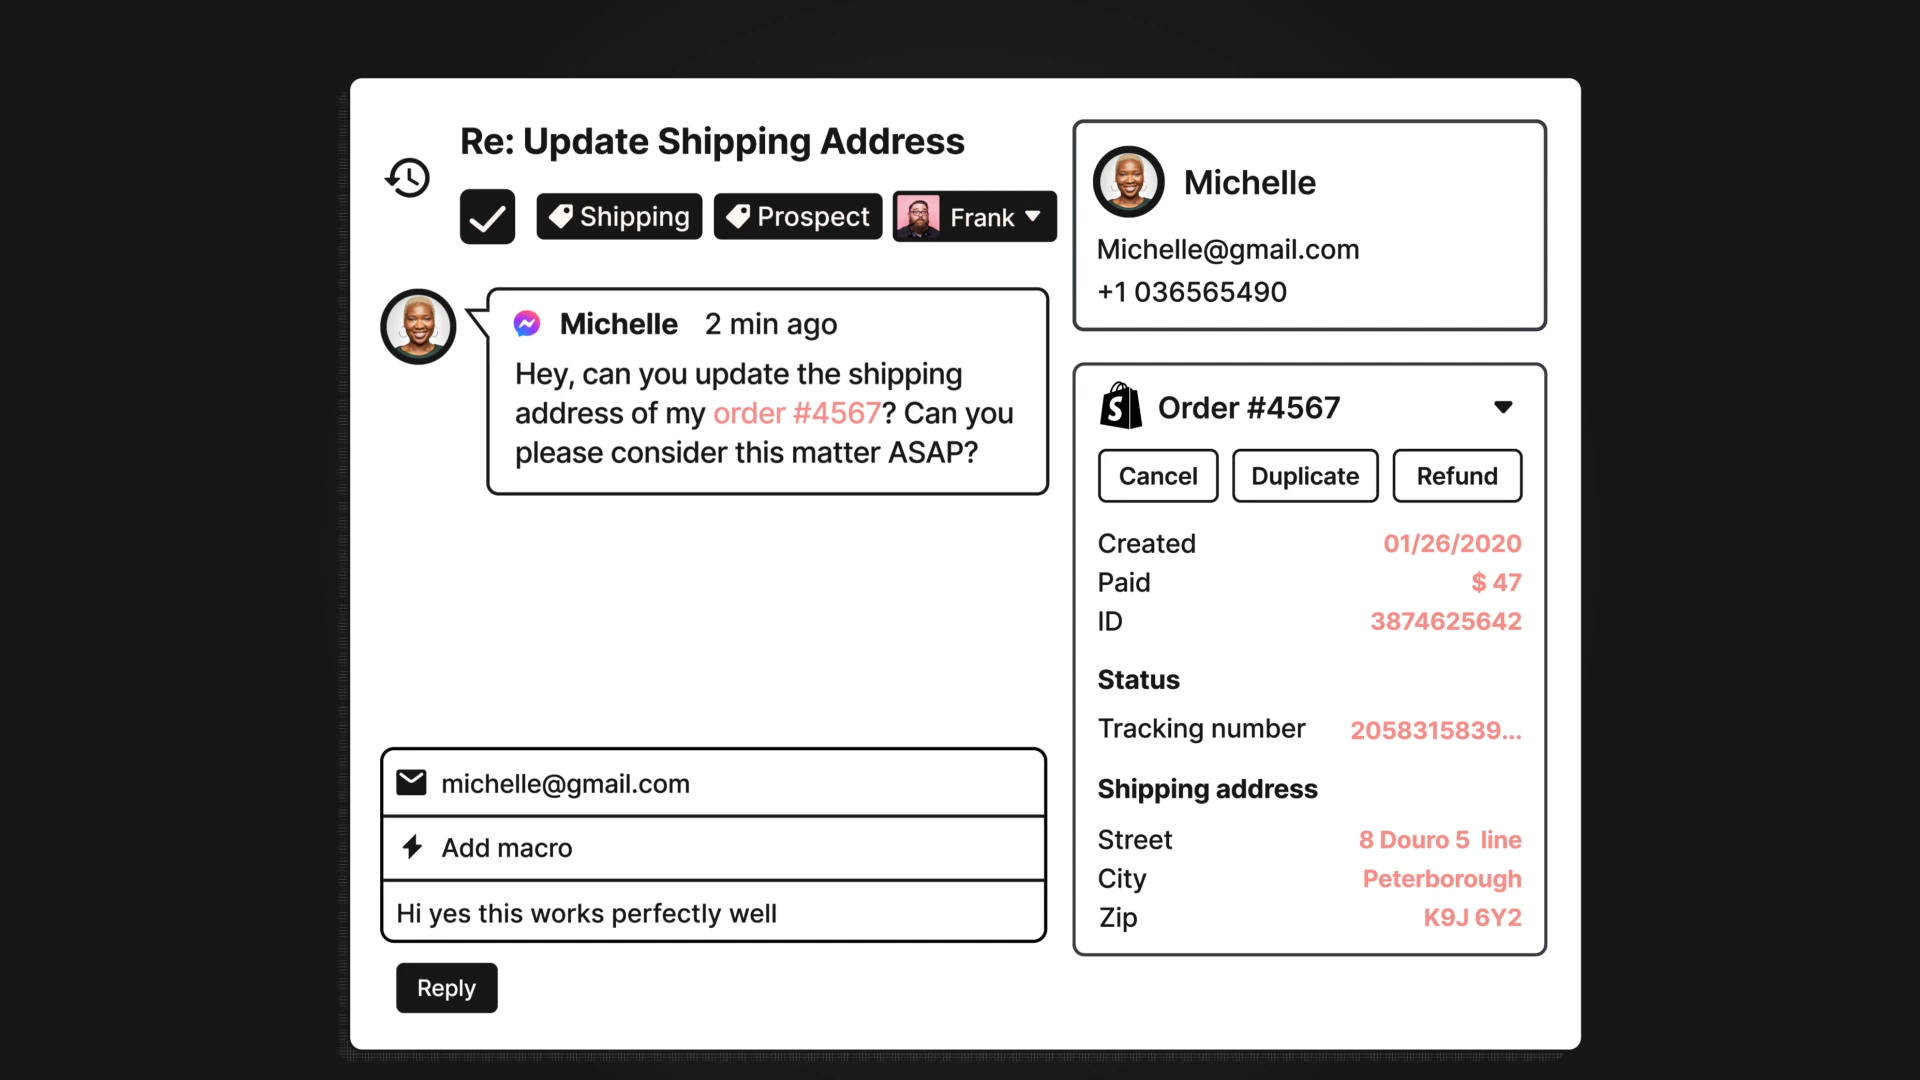 Re: Update Shipping Address
Shipping
Prospect
Frank
Michelle 2 min ago
Hey, can you update the shipping
address of my order #4567? Can you
please consider this matter ASAP?
michelle@gmail.com
Add macro
Hi yes this works perfectly well
Reply
Michelle
Michelle@gmail.com
+1 036565490
Order #4567
Cancel
Duplicate
Refund
Created 01/26/2020
Paid $ 47
ID 3874625642
Status
Tracking number 2058315839...
Shipping address
Street 8 Douro 5 line
City Peterborough
Zip K9J 6Y2